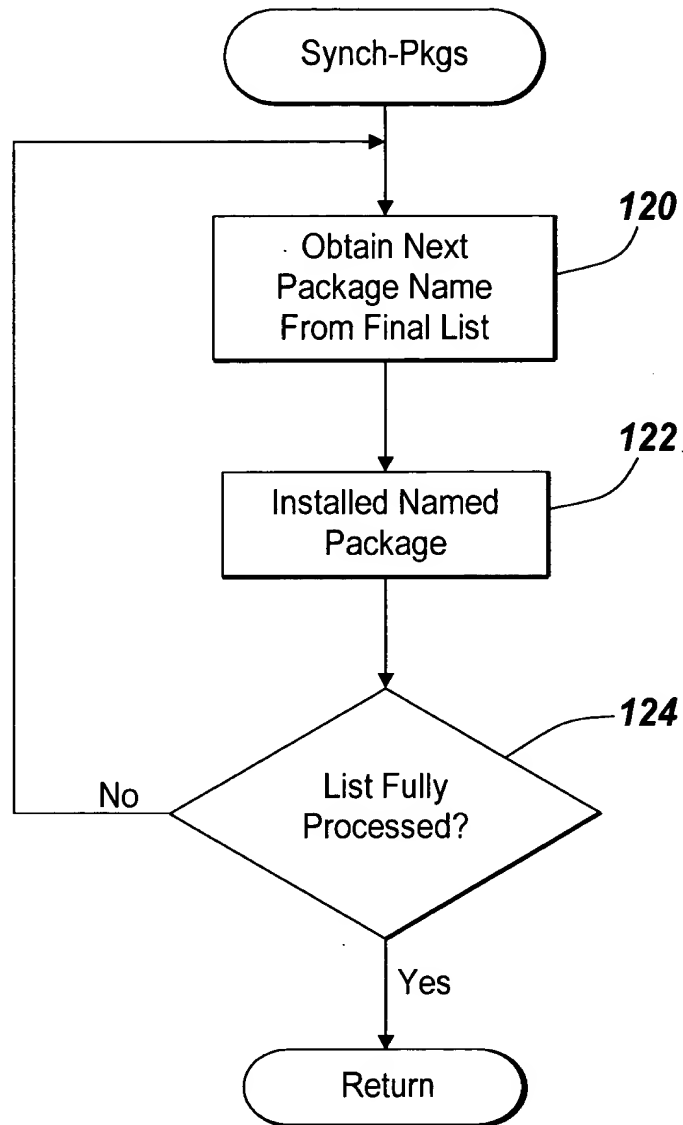 Synch-Pkgs
120
Obtain Next
Package Name
From Final List
122
Installed Named
Package
124
List Fully
Processed?
No
Yes
Return